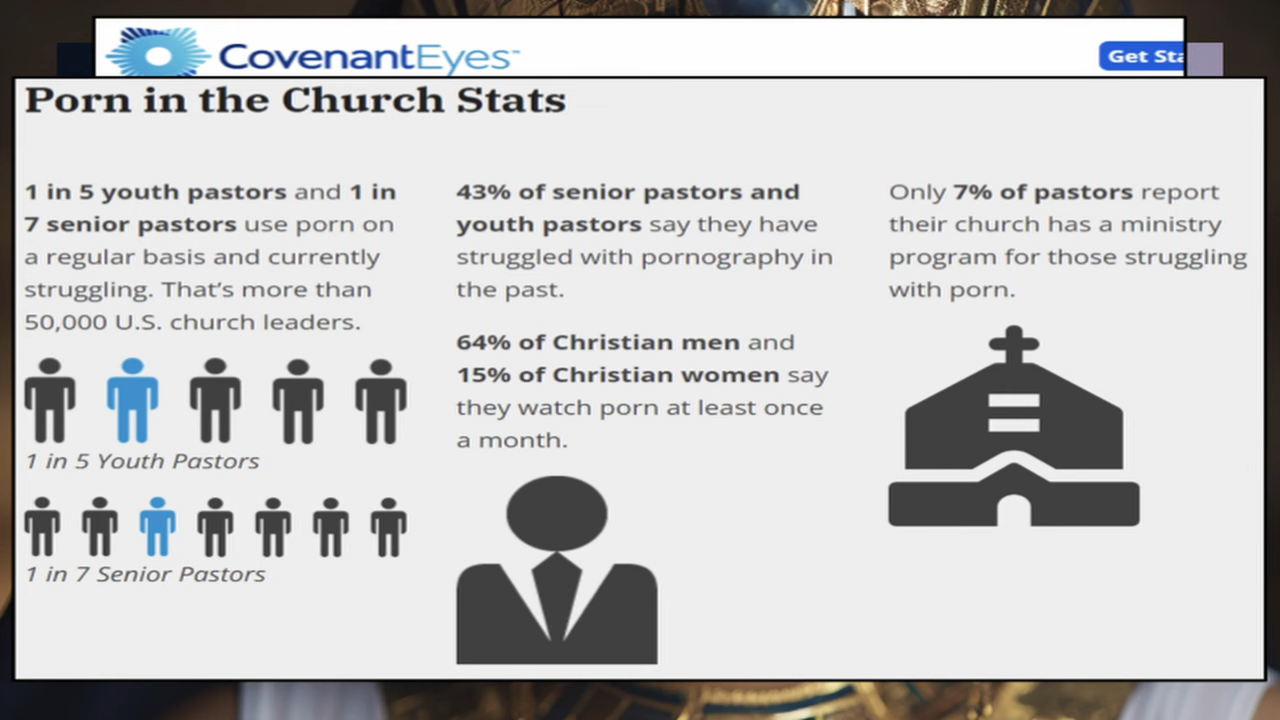 CovenantEyes™
Get Sta
Porn in the Church Stats
1 in 5 youth pastors and 1 in
7 senior pastors use porn on
a regular basis and currently
struggling. That's more than
50,000 U.S. church leaders.
1 in 5 Youth Pastors
1 in 7 Senior Pastors
43% of senior pastors and
youth pastors say they have
struggled with pornography in
the past.
64% of Christian men and
15% of Christian women say
they watch porn at least once
a month.
Only 7% of pastors report
their church has a ministry
program for those struggling
with porn.